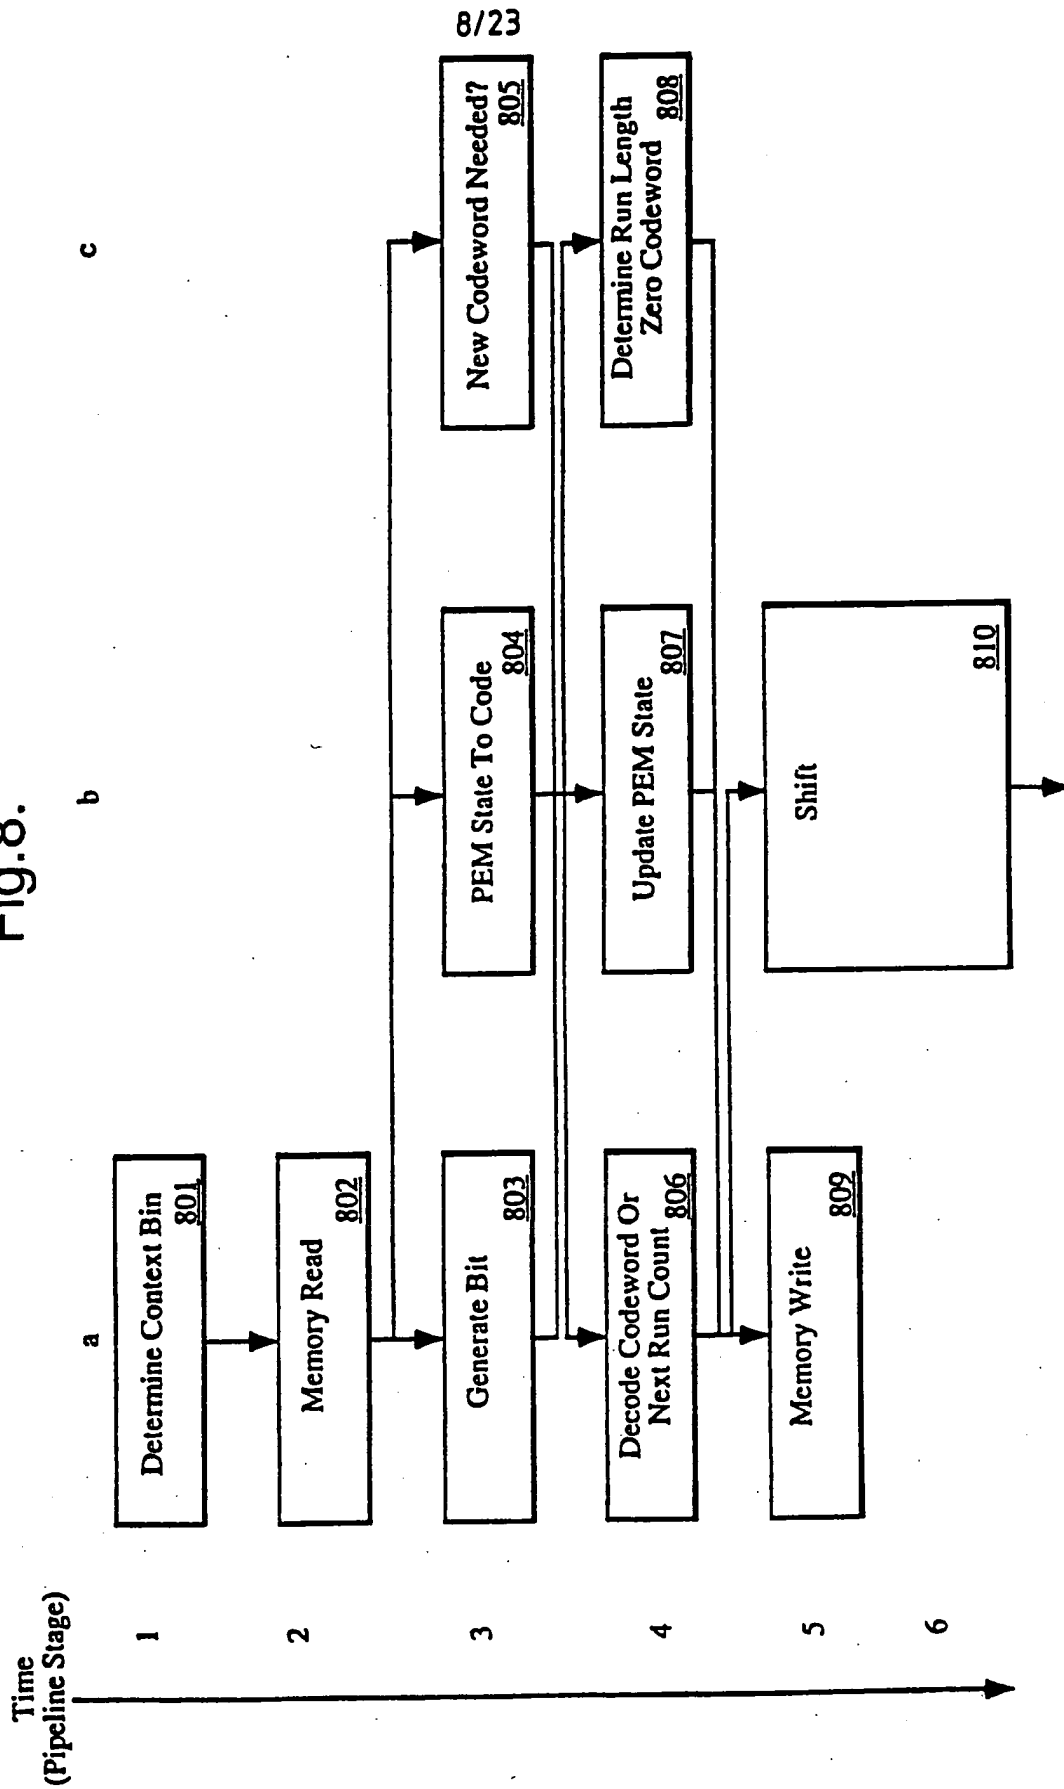 8/23
Fig.8.
Time
(Pipeline Stage)
a
b
c
1
Determine Context Bin
801
2
Memory Read
802
3
Generate Bit
803
PEM State To Code
804
New Codeword Needed?
805
4
Decode Codeword Or
Next Run Count
806
Update PEM State
807
Determine Run Length
Zero Codeword
808
5
Memory Write
809
Shift
810
6